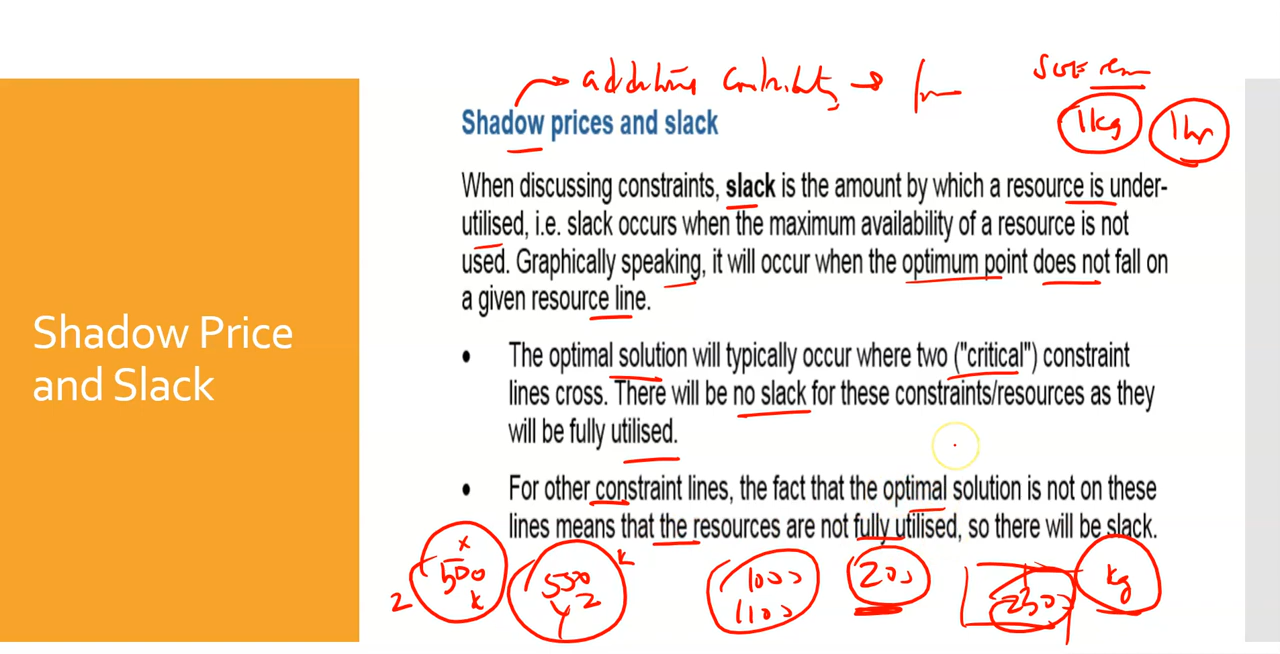 Shadow Price
and Slack
1kg
1hr
Shadow prices and slack
When discussing constraints, slack is the amount by which a resource is under-
utilised, i.e. slack occurs when the maximum availability of a resource is not
used. Graphically speaking, it will occur when the optimum point does not fall on
a given resource line.
• The optimal solution will typically occur where two ("critical") constraint
lines cross. There will be no slack for these constraints/resources as they
will be fully utilised.
• For other constraint lines, the fact that the optimal solution is not on these
lines means that the resources are not fully utilised, so there will be slack.
x
500
2
Y
1000
1100
200
2300
kg